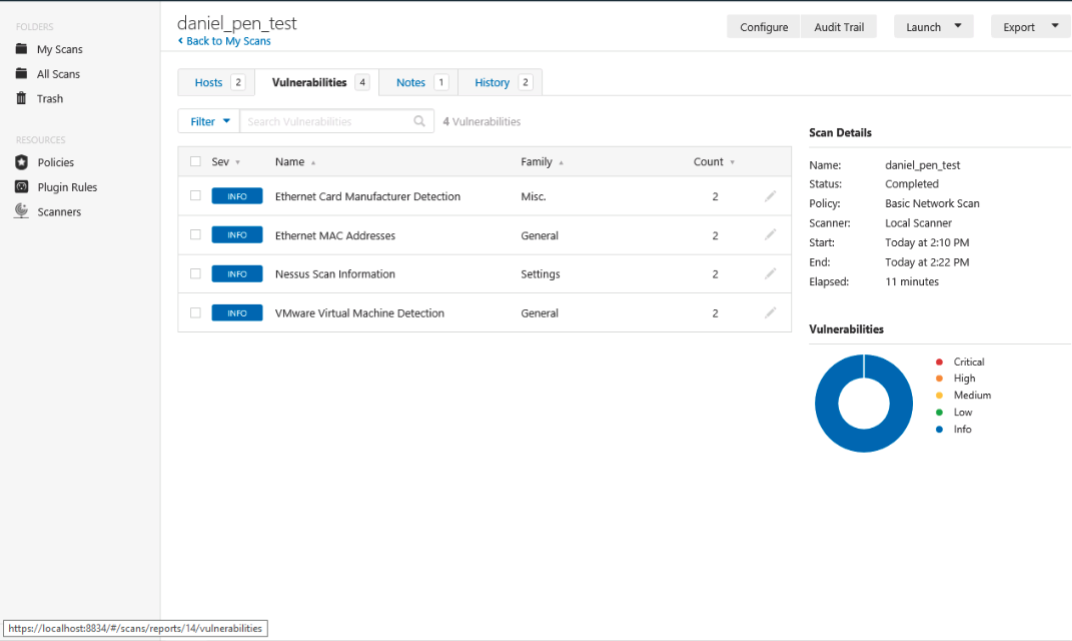 FOLDERS
My Scans
All Scans
Trash
RESOURCES
Policies
Plugin Rules
Scanners
daniel_pen_test
Back to My Scans
Configure Audit Trail Launch Export
Hosts 2 Vulnerabilities 4 Notes 1 History 2
Filter Search Vulnerabilities 4 Vulnerabilities
Sev Name Family Count
INFO Ethernet Card Manufacturer Detection Misc. 2
INFO Ethernet MAC Addresses General 2
INFO Nessus Scan Information Settings 2
INFO VMware Virtual Machine Detection General 2
Scan Details
Name: daniel_pen_test
Status: Completed
Policy: Basic Network Scan
Scanner: Local Scanner
Start: Today at 2:10 PM
End: Today at 2:22 PM
Elapsed: 11 minutes
Vulnerabilities
Critical
High
Medium
Low
Info
https://localhost:8834/#/scans/reports/14/vulnerabilities